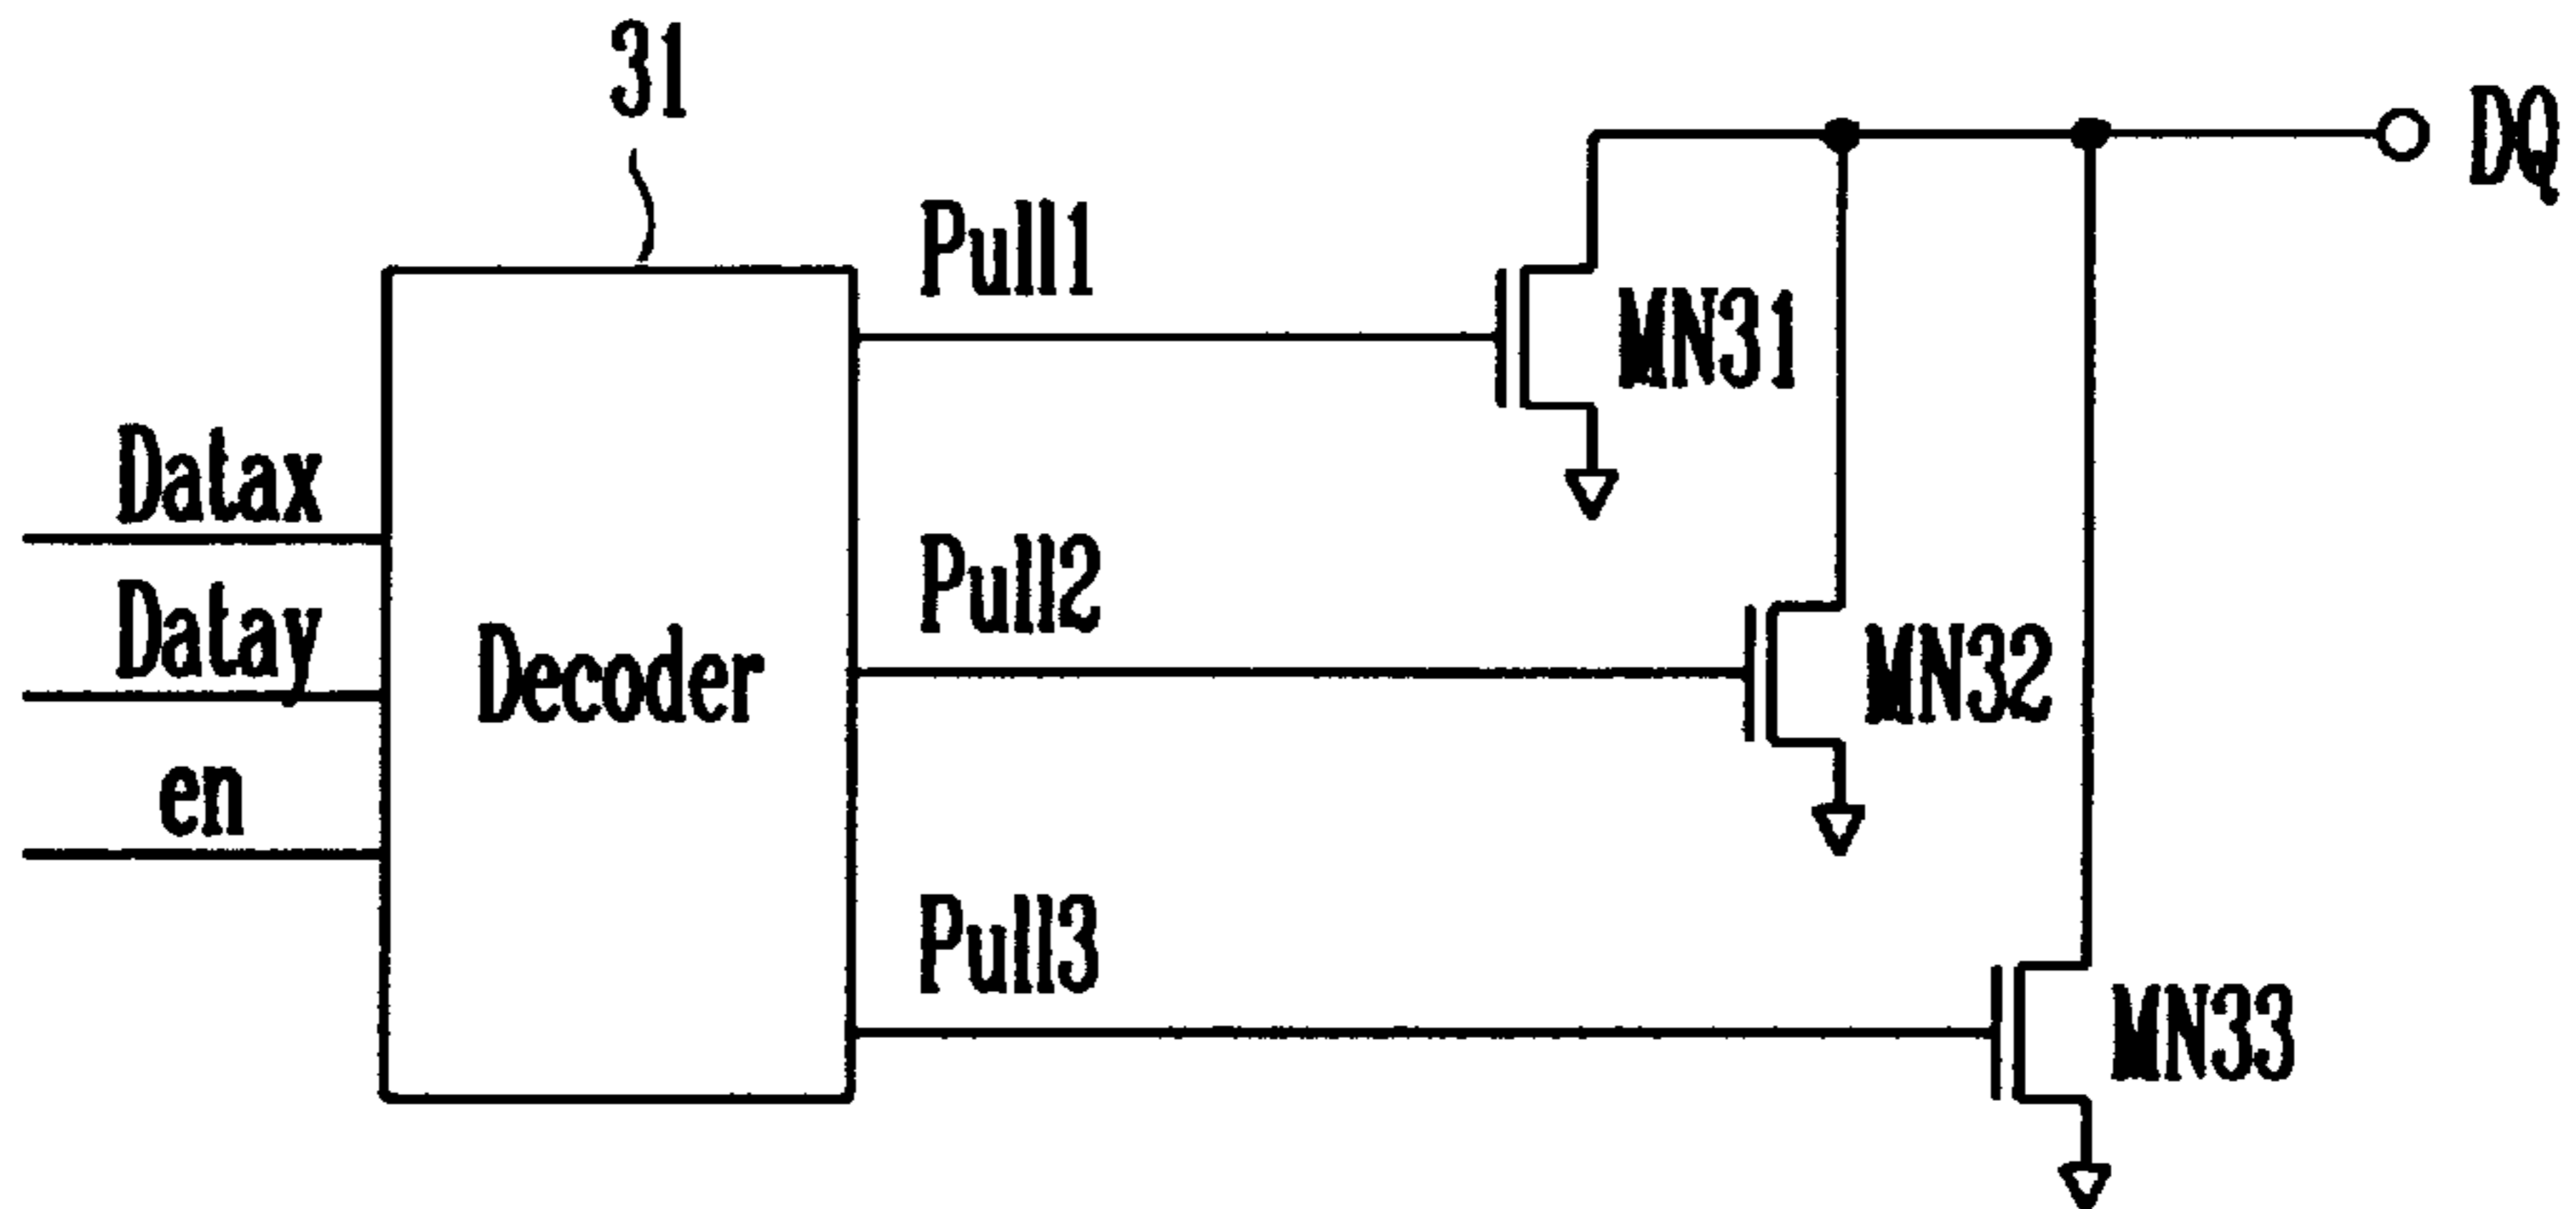 31
DQ
Pull1
MN31
Datax
Pull2
Datay
Decoder
MN32
en
Pull3
MN33